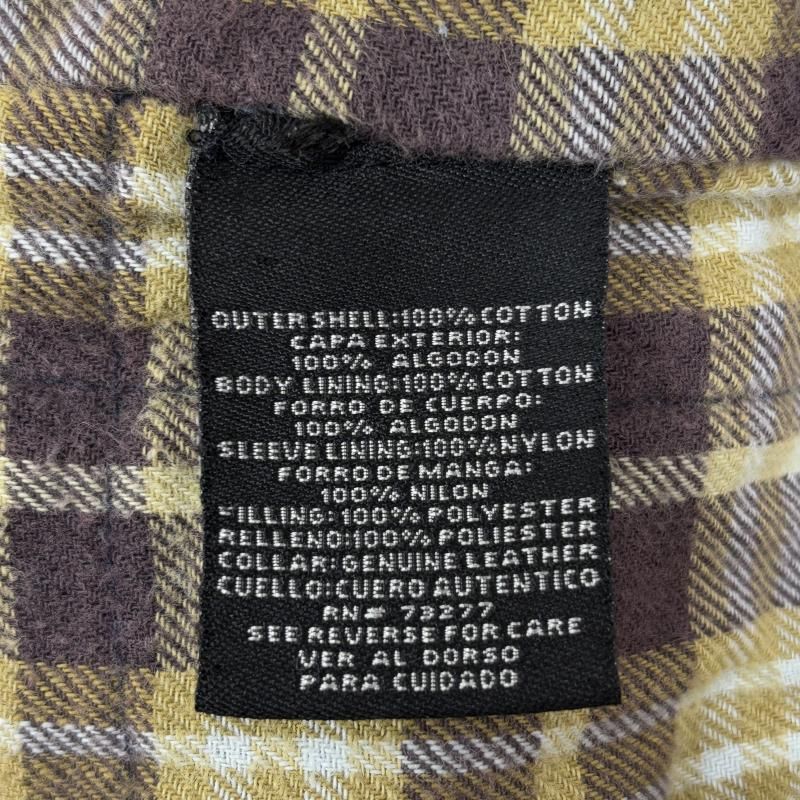 OUTER SHELL:100% COTTON
CAPA EXTERIOR:
100% ALGODON
BODY LINING:100% COTTON
FORRO DE CUERPO:
100% ALGODON
SLEEVE LINING:100% NYLON
FORRO DE MANGA:
100% NILON
FILLING:100% POLYESTER
RELLENO:100% POLIESTER
COLLAR: GENUINE LEATHER
CUELLO:CUERO AUTENTICO
RN# 73277
SEE REVERSE FOR CARE
VER AL DORSO
PARA CUIDADO